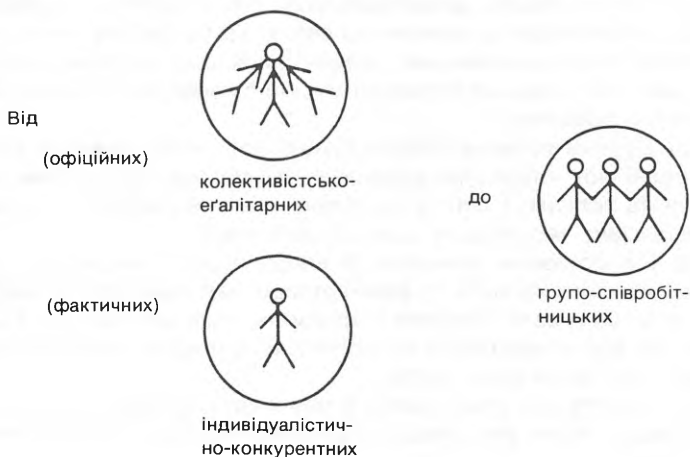 Від
(офіційних)
колективістсько-
еґалітарних
до
групо-співробіт-
ницьких
(фактичних)
індивідуалістич-
но-конкурентних